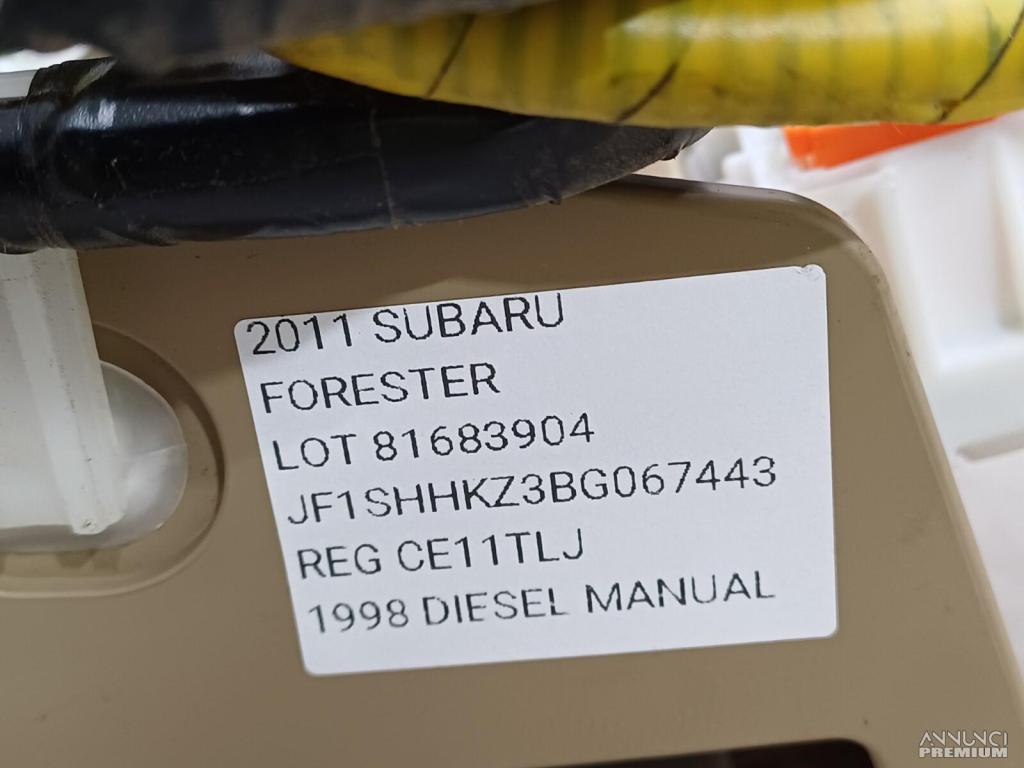 2011 SUBARU
FORESTER
LOT 81683904
JF1SHHKZ3BG067443
REG CE11TLJ
1998 DIESEL MANUAL
ANNUNCI
PREMIUM